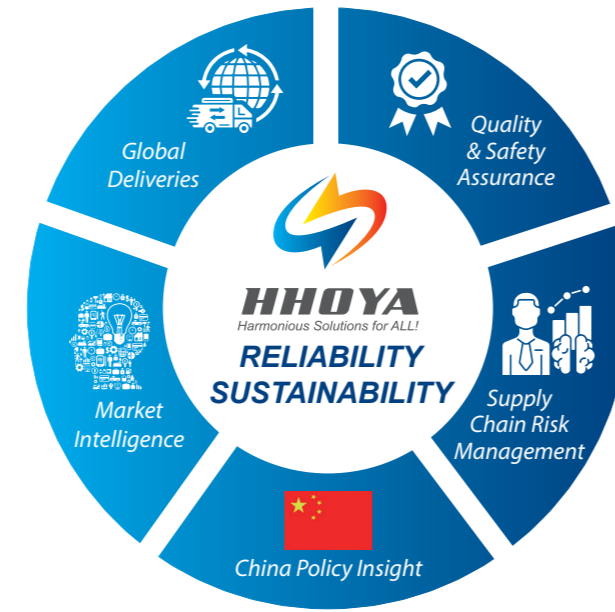 Global
Deliveries
Quality
& Safety
Assurance
HHOYA
Harmonious Solutions for ALL!
RELIABILITY
SUSTAINABILITY
Market
Intelligence
Supply
Chain Risk
Management
China Policy Insight